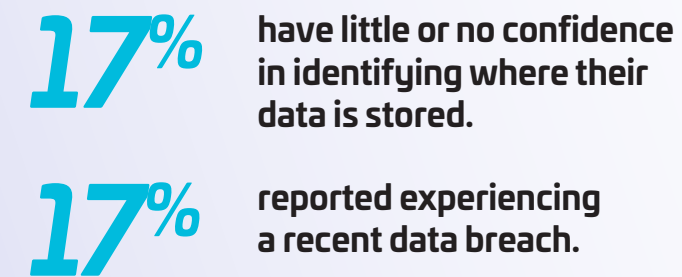 17% have little or no confidence
in identifying where their
data is stored.
17% reported experiencing
a recent data breach.